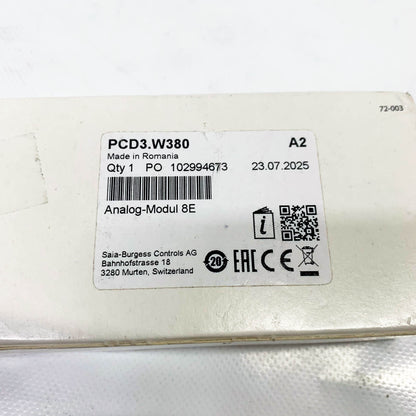 72-003
PCD3.W380 A2
Made in Romania
Qty 1 PO 102994673 23.07.2025
Analog-Modul 8E
Saia-Burgess Controls AG
Bahnhofstrasse 18
3280 Murten, Switzerland
20 EAC CE